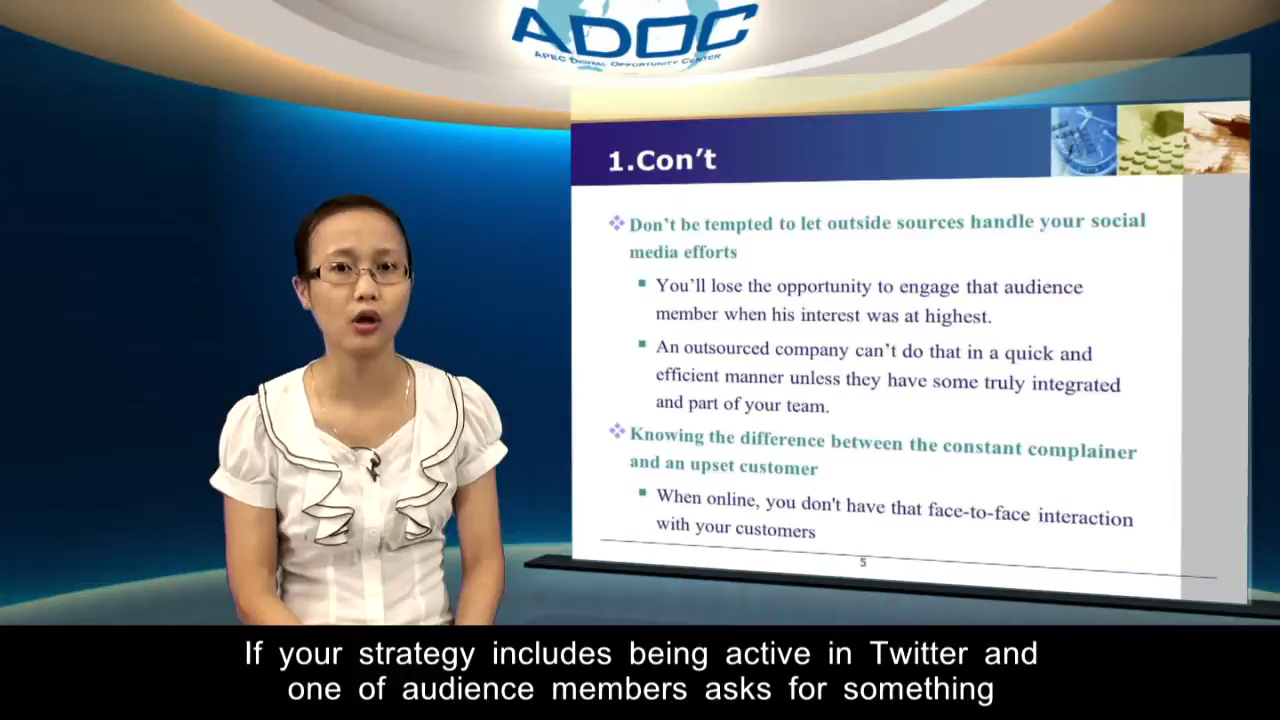 ADOC
APEC DIGITAL OPPORTUNITY CENTER
1.Con’t
Don’t be tempted to let outside sources handle your social
media efforts
You’ll lose the opportunity to engage that audience
member when his interest was at highest.
An outsourced company can’t do that in a quick and
efficient manner unless they have some truly integrated
and part of your team.
Knowing the difference between the constant complainer
and an upset customer
When online, you don't have that face-to-face interaction
with your customers
5
If your strategy includes being active in Twitter and
one of audience members asks for something